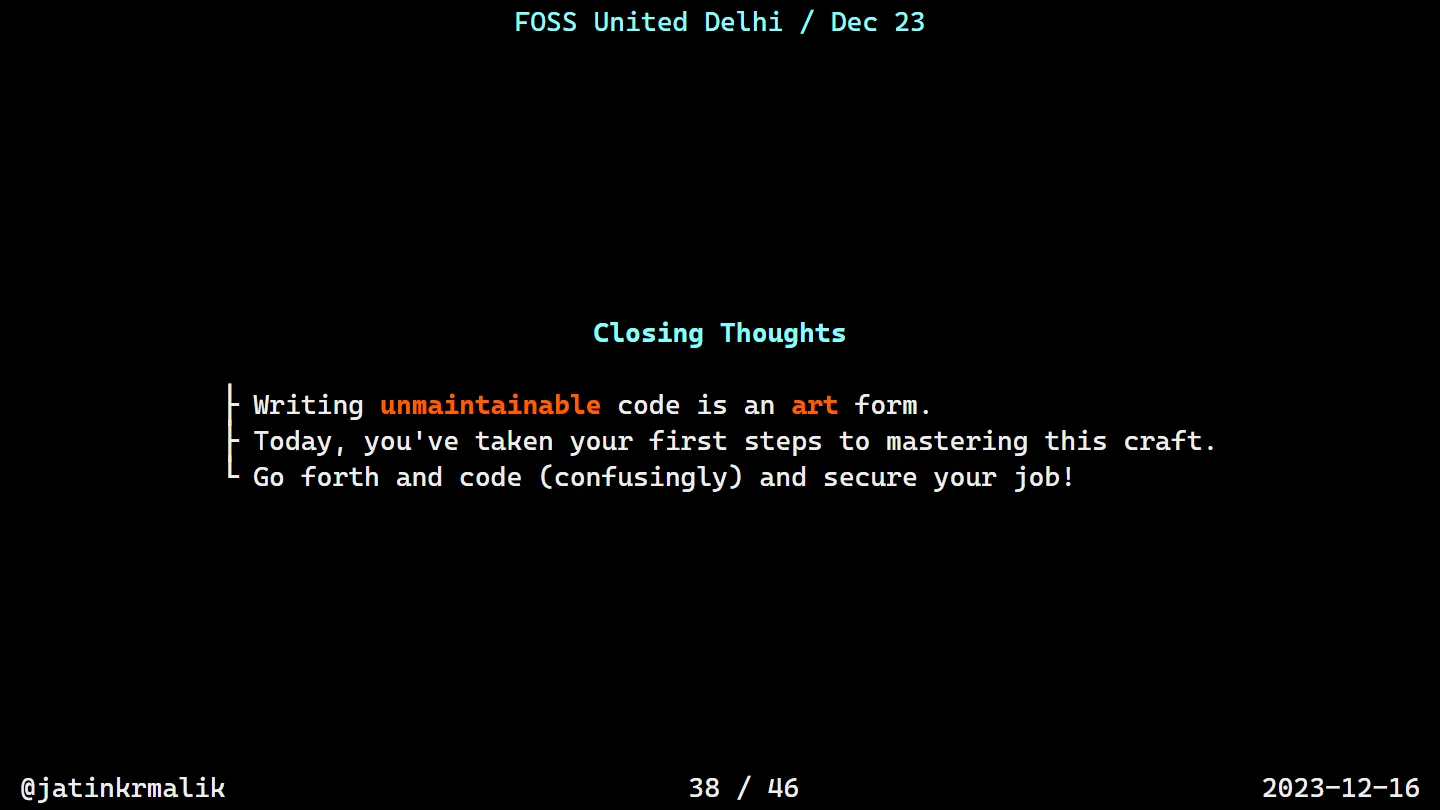 FOSS United Delhi / Dec 23
Closing Thoughts
├ Writing unmaintainable code is an art form.
├ Today, you've taken your first steps to mastering this craft.
└ Go forth and code (confusingly) and secure your job!
@jatinkrmalik
38 / 46
2023-12-16